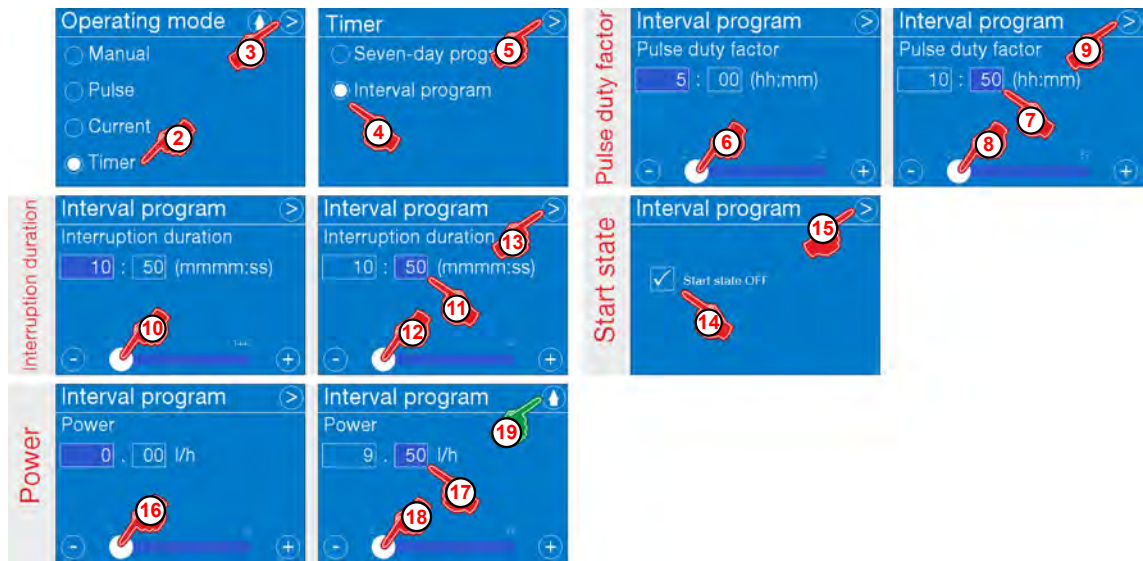 Operating mode >
Manual
Pulse
Current
Timer
2
3
Timer >
Seven-day prog
Interval program
4
5
Pulse duty factor
Interval program >
Pulse duty factor
5 : 00 (hh:mm)
- +
6
Interval program >
Pulse duty factor
10 : 50 (hh:mm)
- +
7
8
9
Interruption duration
Interval program >
Interruption duration
10 : 50 (mmmm:ss)
- +
10
Interval program >
Interruption duration
10 : 50 (mmmm:ss)
- +
11
12
13
Start state
Interval program >
Start state OFF
14
15
Power
Interval program >
Power
0 . 00 l/h
- +
16
Interval program
Power
9 . 50 l/h
- +
17
18
19